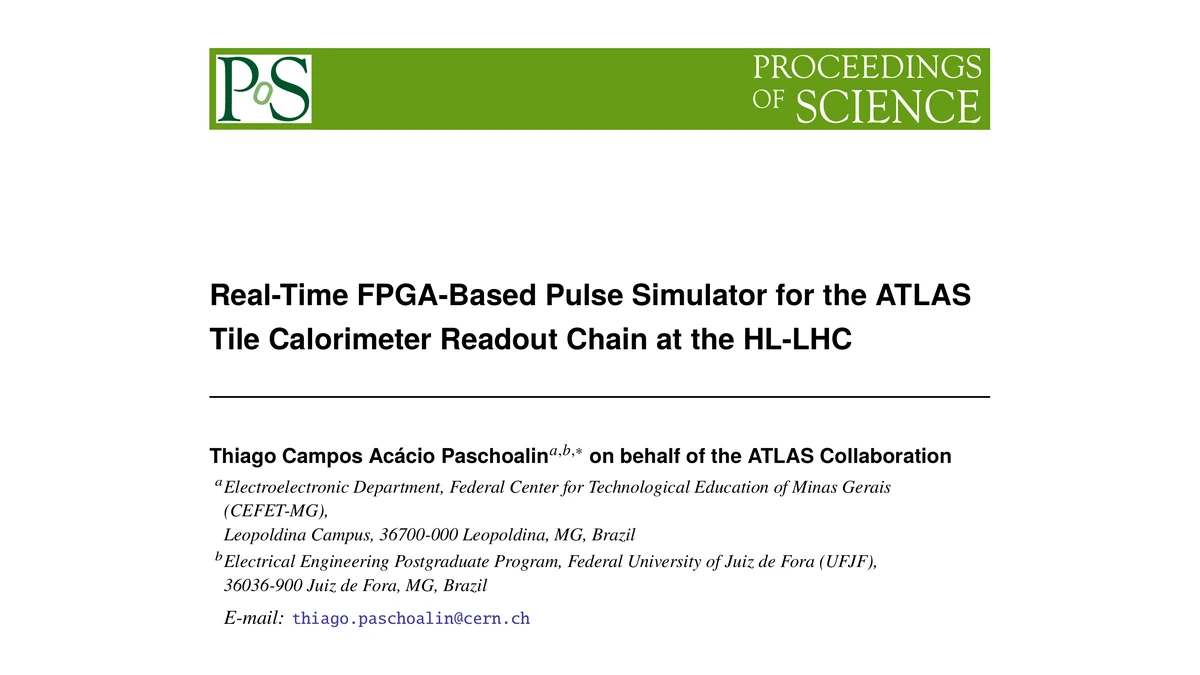 PoS
PROCEEDINGS
OF SCIENCE
Real-Time FPGA-Based Pulse Simulator for the ATLAS
Tile Calorimeter Readout Chain at the HL-LHC
Thiago Campos Acácio Paschoalin a,b,∗ on behalf of the ATLAS Collaboration
a Electroelectronic Department, Federal Center for Technological Education of Minas Gerais
(CEFET-MG),
Leopoldina Campus, 36700-000 Leopoldina, MG, Brazil
b Electrical Engineering Postgraduate Program, Federal University of Juiz de Fora (UFJF),
36036-900 Juiz de Fora, MG, Brazil
E-mail: thiago.paschoalin@cern.ch